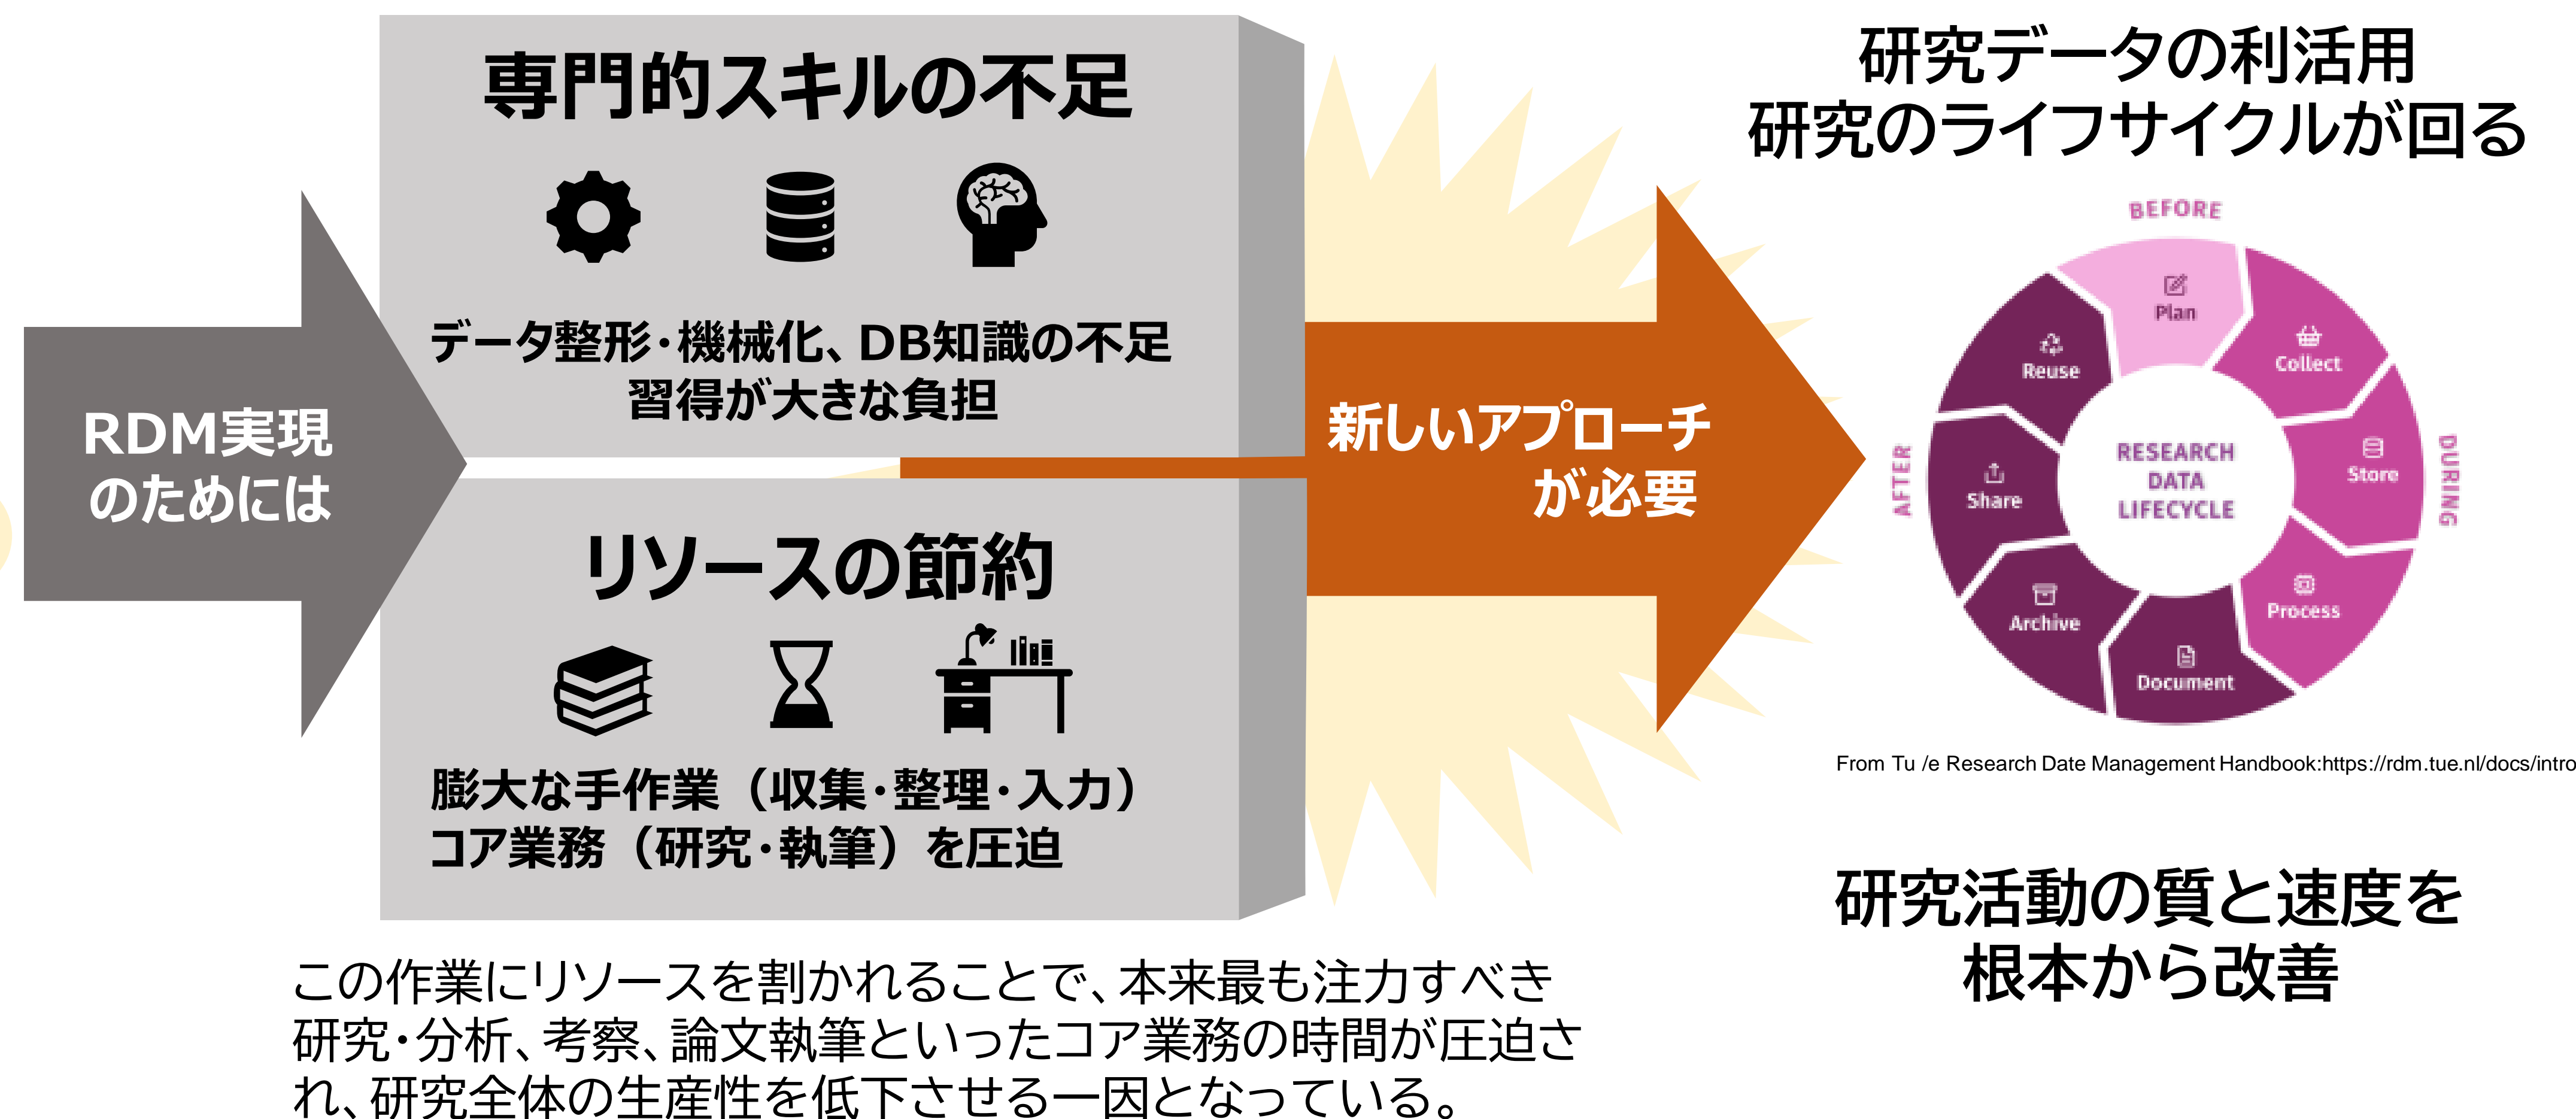 RDM実現
のためには
専門的スキルの不足
データ整形・機械化、DB知識の不足
習得が大きな負担
リソースの節約
膨大な手作業（収集・整理・入力）
コア業務（研究・執筆）を圧迫
新しいアプローチ
が必要
研究データの利活用
研究のライフサイクルが回る
BEFORE
Plan
Collect
Store
Process
Document
Archive
Share
Reuse
RESEARCH
DATA
LIFECYCLE
DURING
AFTER
From Tu /e Research Date Management Handbook:https://rdm.tue.nl/docs/intro
研究活動の質と速度を
根本から改善
この作業にリソースを割かれることで、本来最も注力すべき
研究・分析、考察、論文執筆といったコア業務の時間が圧迫さ
れ、研究全体の生産性を低下させる一因となっている。